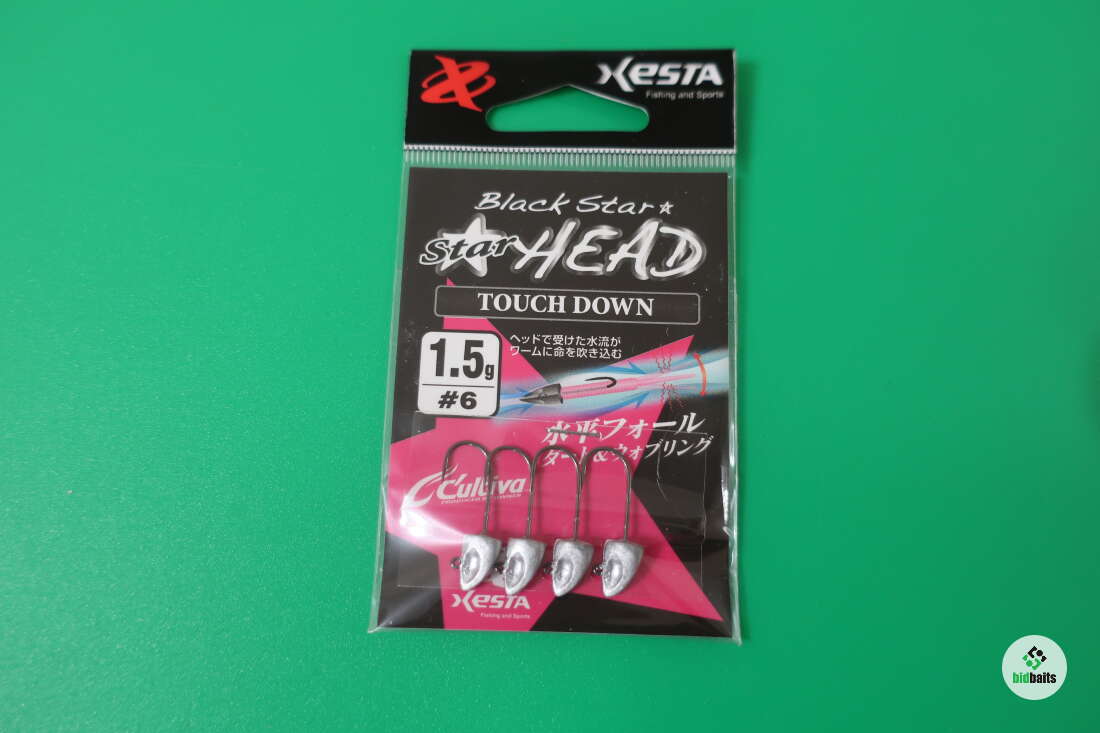 XESTA
Fishing and Sports
Black Star
Star HEAD
TOUCH DOWN
1.5g
#6
ヘッドで受けた水流が
ワームに命を吹き込む
水平フォール
ダート&ウォブリング
Cultiva
XESTA
Fishing and Sports
bidbaits